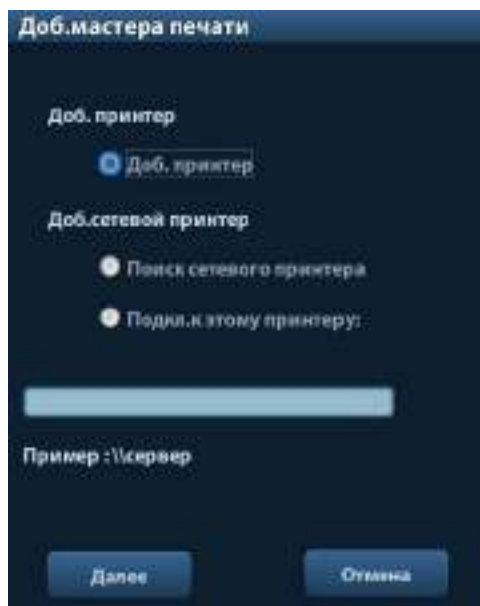 Доб.мастера печати
Доб. принтер
Доб. принтер
Доб.сетевой принтер
Поиск сетевого принтера
Подкл.к этому принтеру:
Пример :\\сервер
Далее
Отмена